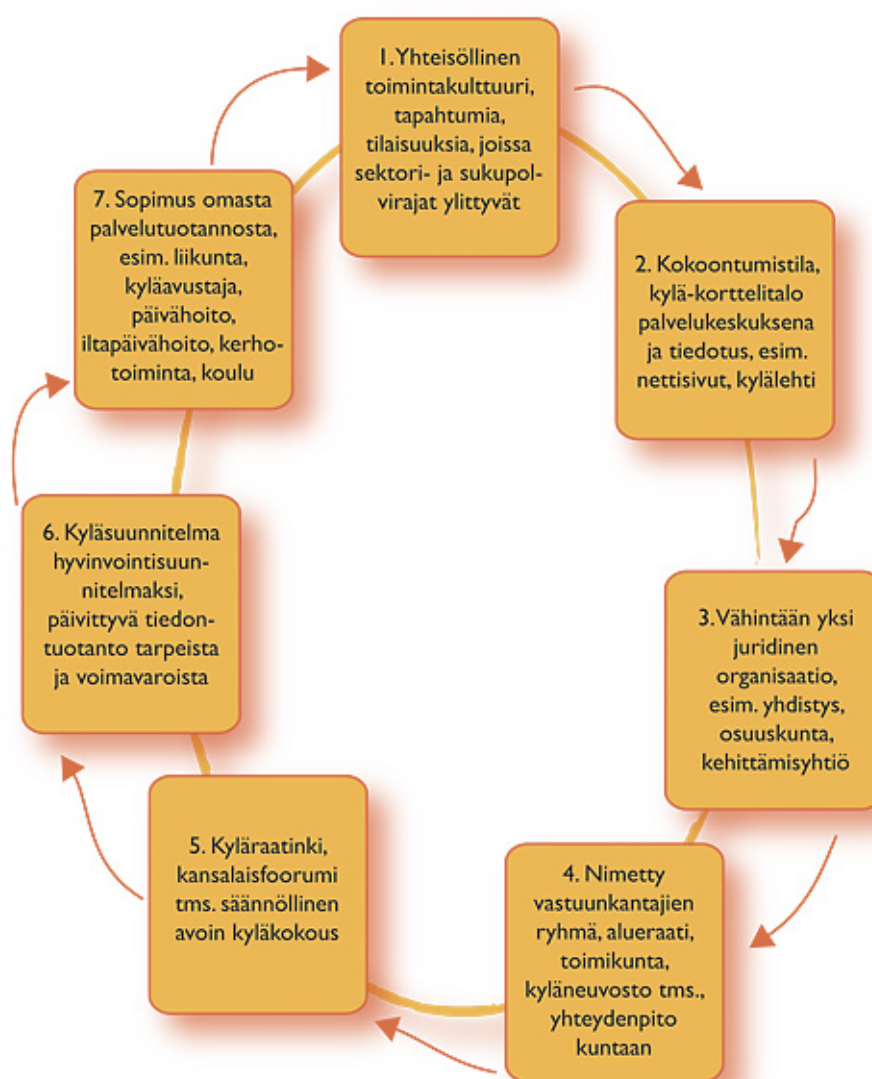 1. Yhteisöllinen
toimintakulttuuri,
tapahtumia,
tilaisuuksia, joissa
sektori- ja sukupol-
virajat ylittyvät
2. Kokoontumistila,
kylä-korttelitalo
palvelukeskuksena
ja tiedotus, esim.
nettisivut, kylälehti
3. Vähintään yksi
juridinen
organisaatio,
esim. yhdistys,
osuuskunta,
kehittämisyhtiö
4. Nimetty
vastuunkantajien
ryhmä, alueraati,
toimikunta,
kyläneuvosto tms.,
yhteydenpito
kuntaan
5. Kyläraatinki,
kansalaisfoorumi
tms. säännöllinen
avoin kyläkokous
6. Kyläsuunnitelma
hyvinvointisuun-
nitelmaksi,
päivittyvä tiedon-
tuotanto tarpeista
ja voimavaroista
7. Sopimus omasta
palvelutuotannosta,
esim. liikunta,
kyläavustaja,
päivähoito,
iltapäivähoito, kerho-
toiminta, koulu